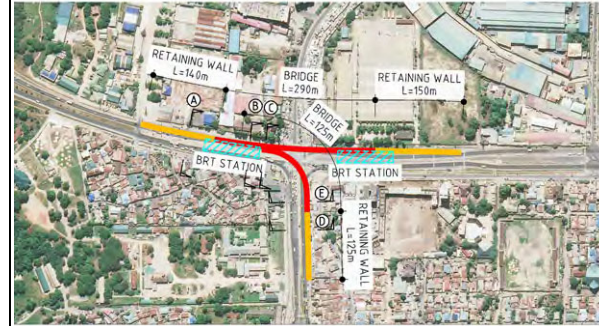 RETAINING WALL
L=140m
BRIDGE
L=290m
RETAINING WALL
L=150m
A
B
C
BRIDGE
L=125m
BRT STATION
BRT STATION
E
D
RETAINING WALL
L=125m